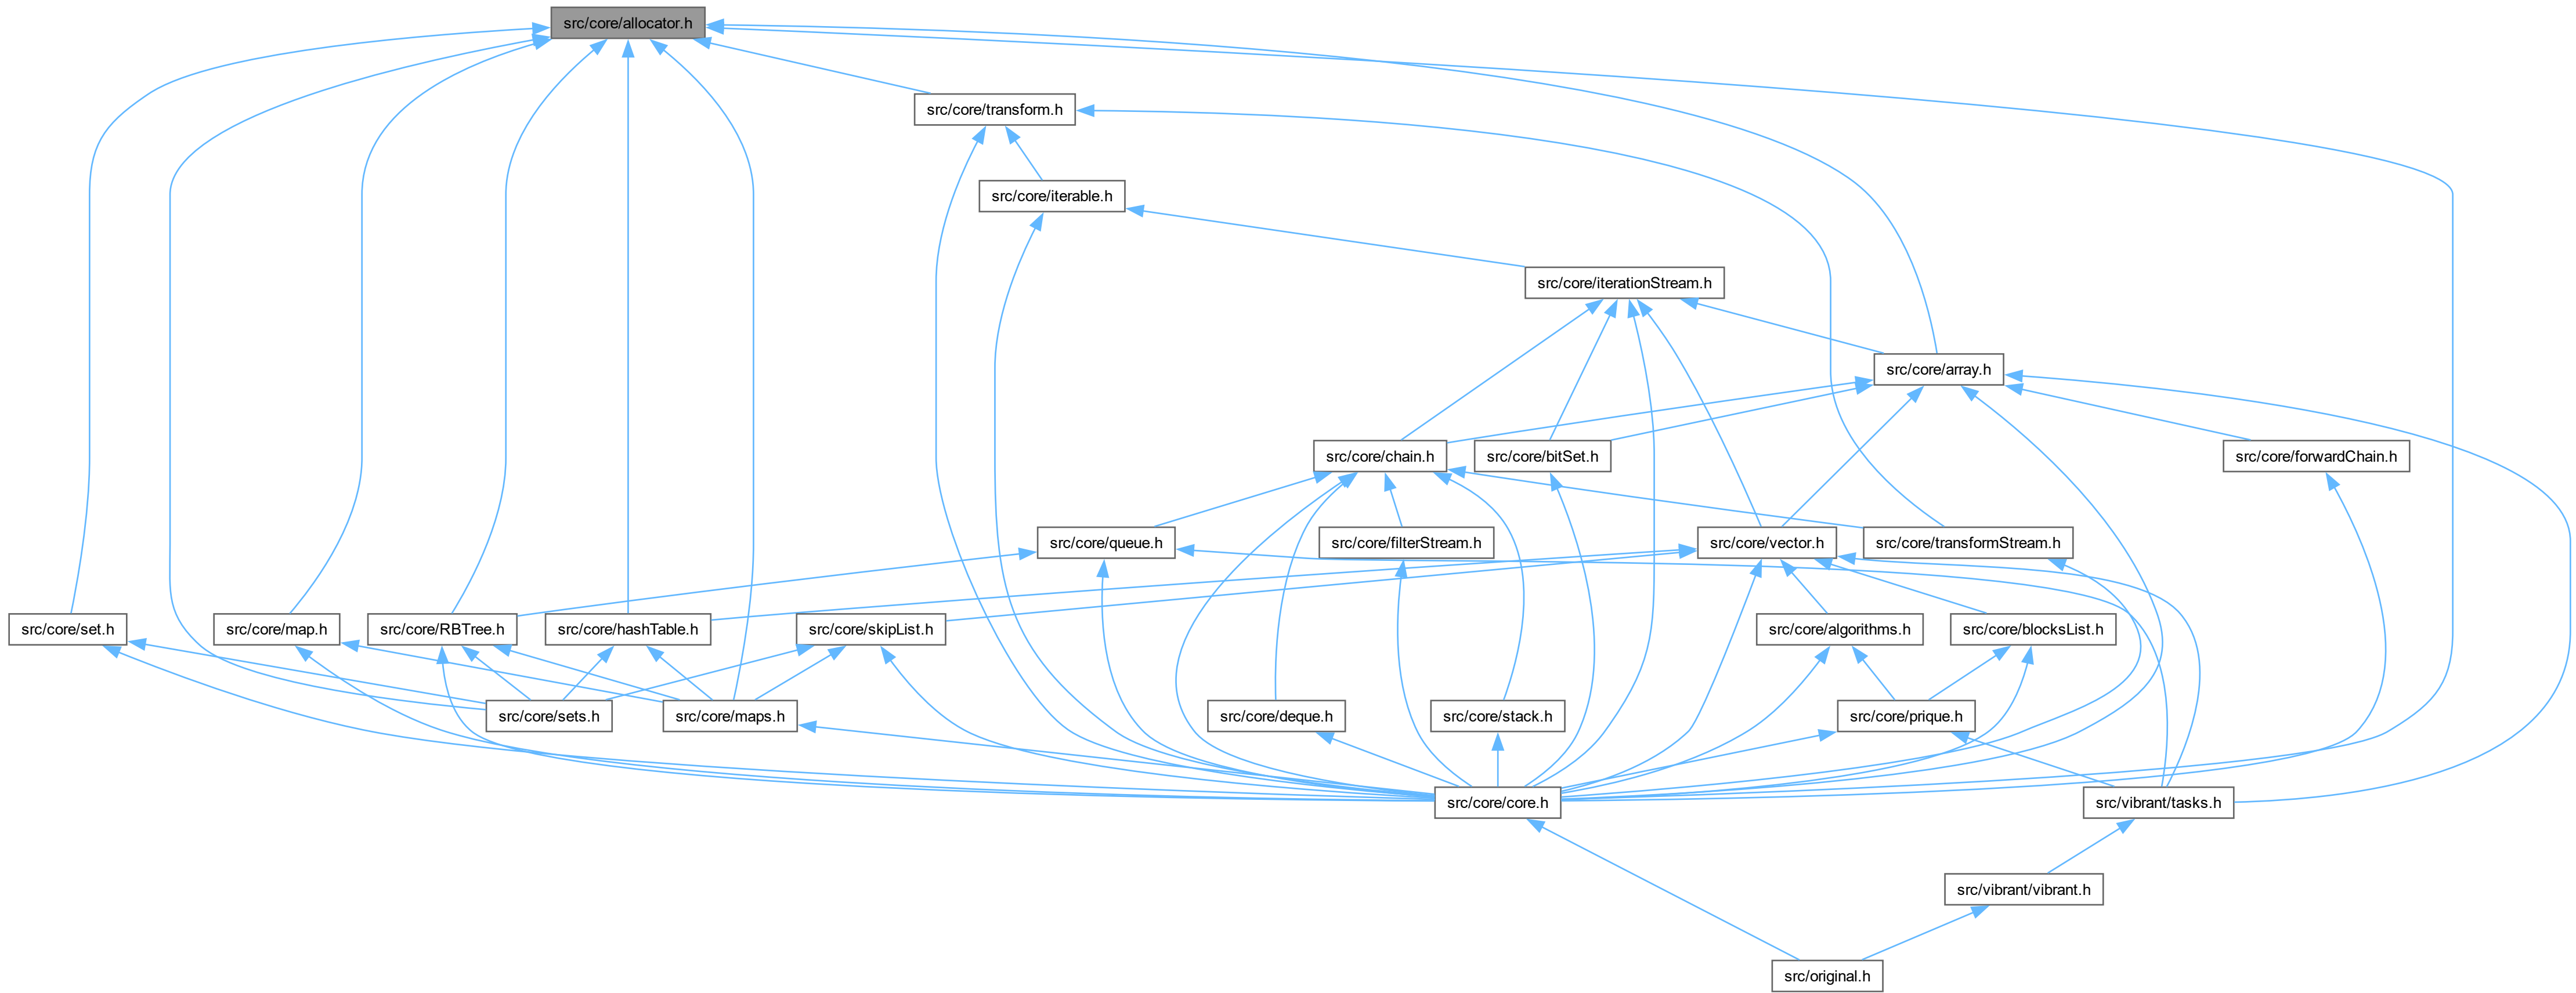 src/core/allocator.h
src/core/transform.h
src/core/iterable.h
src/core/iterationStream.h
src/core/array.h
src/core/chain.h
src/core/bitSet.h
src/core/forwardChain.h
src/core/queue.h
src/core/filterStream.h
src/core/vector.h
src/core/transformStream.h
src/core/set.h
src/core/map.h
src/core/RBTree.h
src/core/hashTable.h
src/core/skipList.h
src/core/algorithms.h
src/core/blocksList.h
src/core/sets.h
src/core/maps.h
src/core/deque.h
src/core/stack.h
src/core/prique.h
src/core/core.h
src/vibrant/tasks.h
src/vibrant/vibrant.h
src/original.h